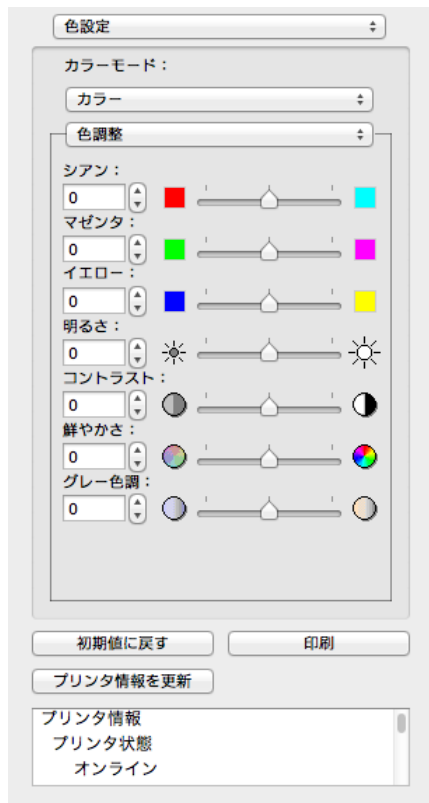 色設定
カラーモード：
カラー
色調整
シアン：
0
マゼンタ：
0
イエロー：
0
明るさ：
0
コントラスト：
0
鮮やかさ：
0
グレー色調：
0
初期値に戻す 印刷
プリンタ情報を更新
プリンタ情報
プリンタ状態
オンライン